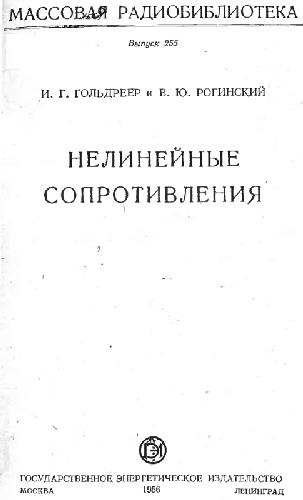 МАССОВАЯ РАДИОБИБЛИОТЕКА
Выпуск 255
И. Г. ГОЛЬДРЕЕР и В. Ю. РОГИНСКИЙ
НЕЛИНЕЙНЫЕ
СОПРОТИВЛЕНИЯ
ГОСУДАРСТВЕННОЕ ЭНЕРГЕТИЧЕСКОЕ ИЗДАТЕЛЬСТВО
МОСКВА 1956 ЛЕНИНГРАД